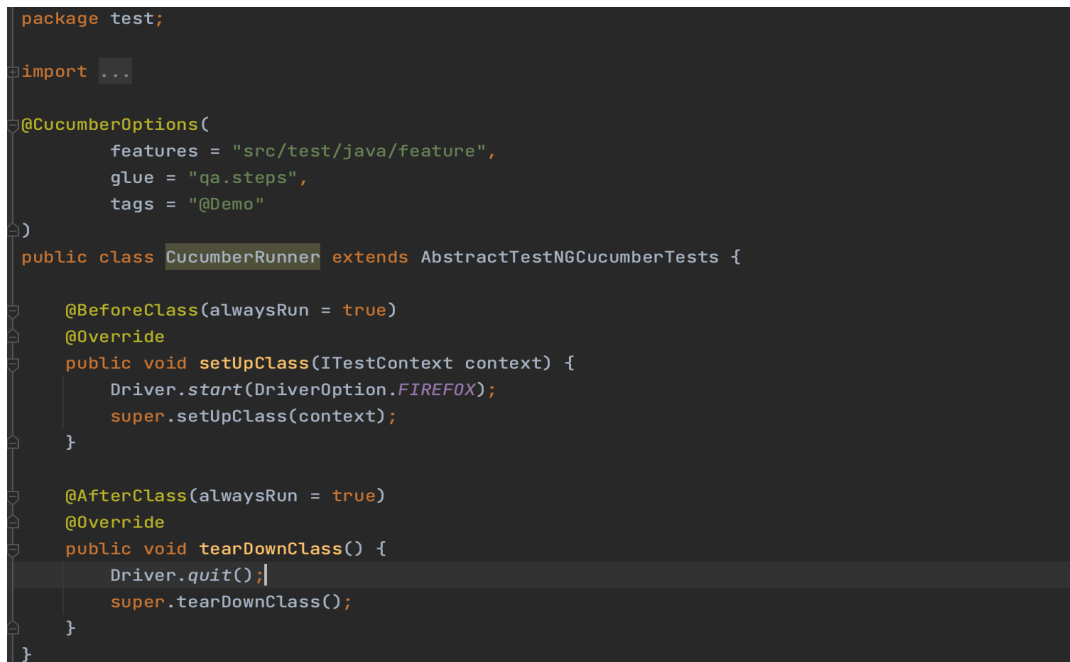 package test;
import ...
@CucumberOptions(
        features = "src/test/java/feature",
        glue = "qa.steps",
        tags = "@Demo"
)
public class CucumberRunner extends AbstractTestNGCucumberTests {
    @BeforeClass(alwaysRun = true)
    @Override
    public void setUpClass(ITestContext context) {
        Driver.start(DriverOption.FIREFOX);
        super.setUpClass(context);
    }
    @AfterClass(alwaysRun = true)
    @Override
    public void tearDownClass() {
        Driver.quit();
        super.tearDownClass();
    }
}